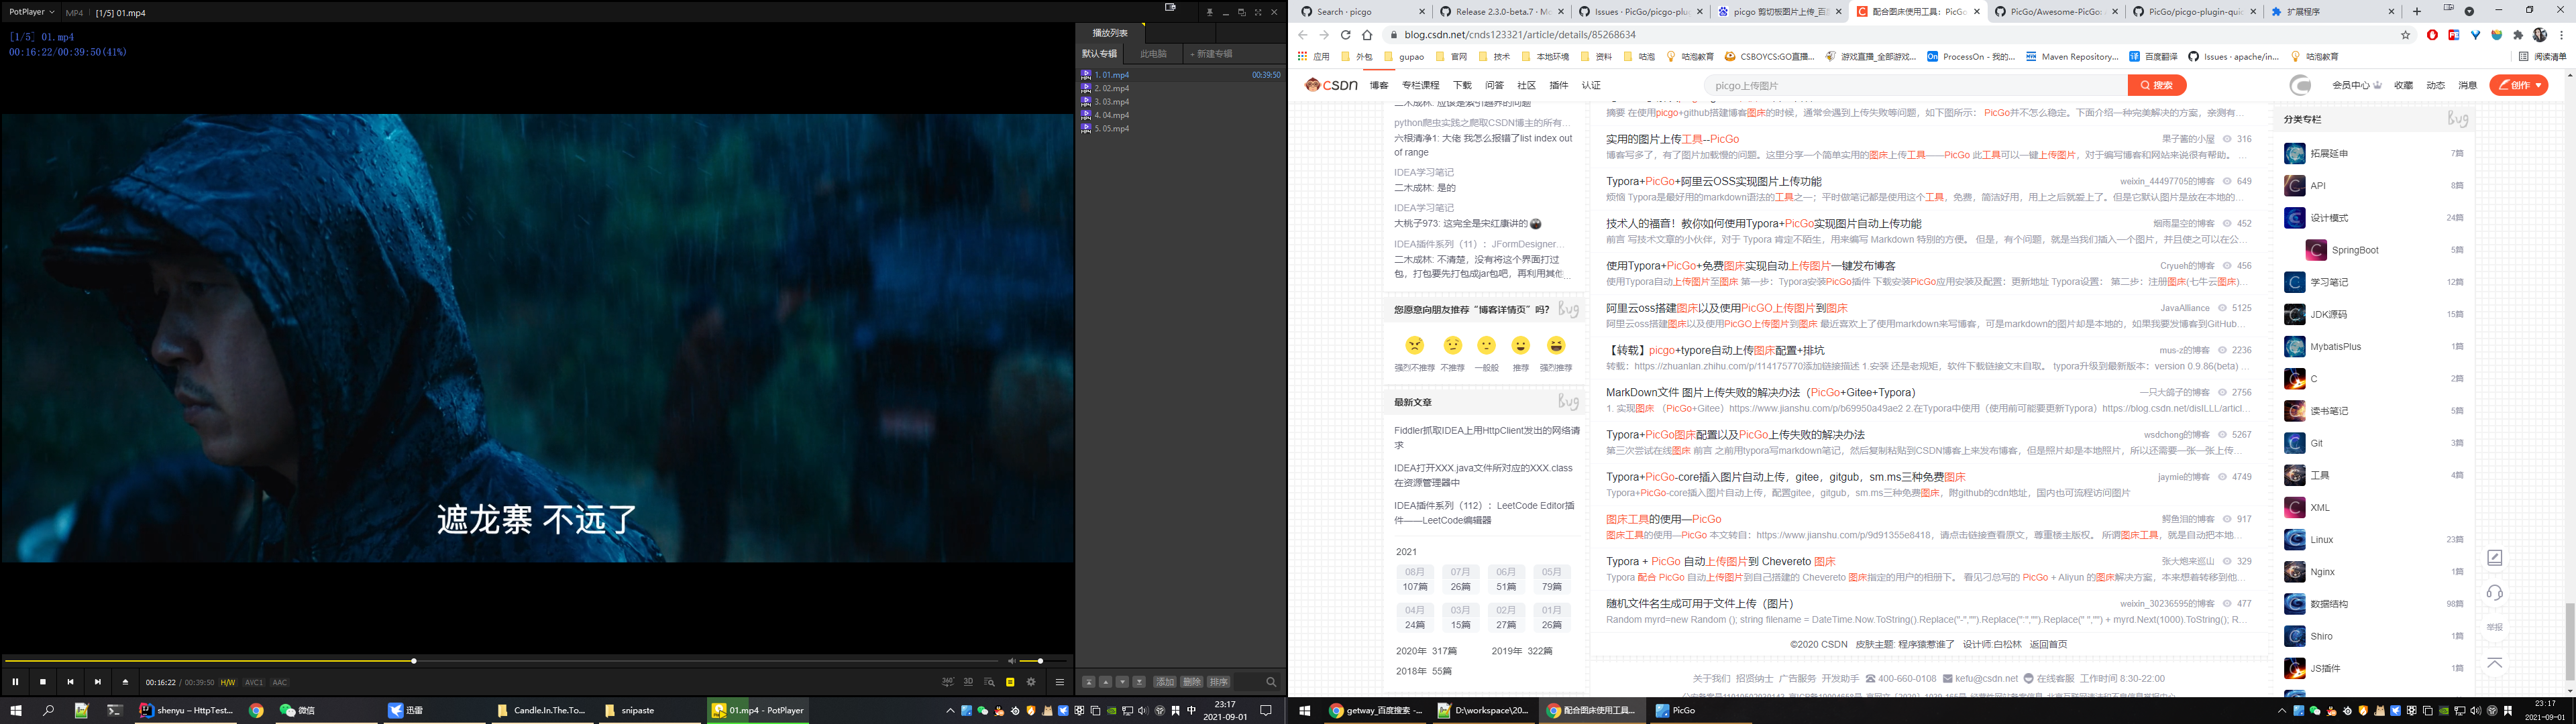 PotPlayer MP4 [1/5] 01.mp4
[1/5] 01.mp4
00:16:22/00:39:50(41%)
遮龙寨 不远了
播放列表
默认专辑 此电脑 + 新建专辑
1. 01.mp4 00:39:50
2. 02.mp4
3. 03.mp4
4. 04.mp4
5. 05.mp4
00:16:22 / 00:39:50 H/W AVC1 AAC
360° 3D
添加 删除 排序
shenyu – HttpTest...
微信
迅雷
Candle.In.The.To...
snipaste
01.mp4 - PotPlayer
中
23:17
2021-09-01
Search · picgo
Release 2.3.0-beta.7 · Mo
Issues · PicGo/picgo-plug
picgo 剪切板图片上传_百
配合图床使用工具：PicGo
PicGo/Awesome-PicGo: A
PicGo/picgo-plugin-quic
扩展程序
blog.csdn.net/cnds123321/article/details/85268634
应用 外包 gupao 官网 技术 本地环境 资料 咕泡 咕泡教育 CSBOYCS:GO直播... 游戏直播_全部游戏... ProcessOn - 我的... Maven Repository... 百度翻译 Issues · apache/in... 咕泡教育 阅读清单
CSDN 博客 专栏课程 下载 问答 社区 插件 认证
picgo上传图片 搜索
会员中心 收藏 动态 消息 创作
二木成林: 应该是索引越界的问题
python爬虫实践之爬取CSDN博主的所有...
六根清净1: 大佬 我怎么报错了list index out
of range
IDEA学习笔记
二木成林: 是的
IDEA学习笔记
大桃子973: 这完全是宋红康讲的
IDEA插件系列（11）：JFormDesigner...
二木成林: 不清楚，没有将这个界面打过
包，打包要先打包成jar包吧，再利用其他...
您愿意向朋友推荐“博客详情页”吗？
强烈不推荐 不推荐 一般般 推荐 强烈推荐
最新文章
Fiddler抓取IDEA上用HttpClient发出的网络请
求
IDEA打开XXX.java文件所对应的XXX.class
在资源管理器中
IDEA插件系列（112）：LeetCode Editor插
件——LeetCode编辑器
2021
08月 07月 06月 05月
107篇 26篇 51篇 79篇
04月 03月 02月 01月
24篇 15篇 27篇 26篇
2020年 317篇 2019年 322篇
2018年 55篇
摘要 在使用picgo+github搭建博客图床的时候，通常会遇到上传失败等问题，如下图所示： PicGo并不怎么稳定。下面介绍一种完美解决的方案，亲测有...
实用的图片上传工具--PicGo 果子酱的小屋 316
博客写多了，有了图片加载慢的问题。这里分享一个简单实用的图床上传工具——PicGo 此工具可以一键上传图片，对于编写博客和网站来说很有帮助。 ...
Typora+PicGo+阿里云OSS实现图片上传功能 weixin_44497705的博客 649
烦恼 Typora是最好用的markdown语法的工具之一；平时做笔记都是使用这个工具，免费，简洁好用，用上之后就爱上了。但是它默认图片是放在本地的...
技术人的福音！教你如何使用Typora+PicGo实现图片自动上传功能 烟雨星空的博客 452
前言 写技术文章的小伙伴，对于 Typora 肯定不陌生，用来编写 Markdown 特别的方便。 但是，有个问题，就是当我们插入一个图片，并且使之可以在公...
使用Typora+PicGo+免费图床实现自动上传图片一键发布博客 Cryueh的博客 456
使用Typora自动上传图片至图床 第一步：Typora安装PicGo插件 下载安装PicGo应用安装及配置：更新地址 Typora设置： 第二步：注册图床(七牛云图床)...
阿里云oss搭建图床以及使用PicGO上传图片到图床 JavaAlliance 5125
阿里云oss搭建图床以及使用PicGO上传图片到图床 最近喜欢上了使用markdown来写博客，可是markdown的图片却是本地的，如果我要发博客到GitHub...
【转载】picgo+typore自动上传图床配置+排坑 mus-z的博客 2236
转载：https://zhuanlan.zhihu.com/p/114175770添加链接描述 1.安装 还是老规矩，软件下载链接文末自取。 typora升级到最新版本：version 0.9.86(beta) ...
MarkDown文件 图片上传失败的解决办法（PicGo+Gitee+Typora） 一只大鸽子的博客 2756
1. 实现图床 （PicGo+Gitee）https://www.jianshu.com/p/b69950a49ae2 2.在Typora中使用（使用前可能要更新Typora）https://blog.csdn.net/disILLL/articl...
Typora+PicGo图床配置以及PicGo上传失败的解决办法 wsdchong的博客 5267
第三次尝试在线图床 前言 之前用typora写markdown笔记，然后复制粘贴到CSDN博客上来发布博客，但是照片却是本地照片，所以还需要一张一张上传...
Typora+PicGo-core插入图片自动上传，gitee，gitgub，sm.ms三种免费图床 jaymie的博客 4749
Typora+PicGo-core插入图片自动上传，配置gitee，gitgub，sm.ms三种免费图床，附github的cdn地址，国内也可流程访问图片
图床工具的使用—PicGo 鳄鱼泪的博客 917
图床工具的使用—PicGo 本文转自：https://www.jianshu.com/p/9d91355e8418，请点击链接查看原文，尊重楼主版权。 所谓图床工具，就是自动把本地...
Typora + PicGo 自动上传图片到 Chevereto 图床 张大炮来巡山 329
Typora 配合 PicGo 自动上传图片到自己搭建的 Chevereto 图床指定的用户的相册下。 看见刁总写的 PicGo + Aliyun 的图床解决方案，本来想着转移到他...
随机文件名生成可用于文件上传（图片） weixin_30236595的博客 477
Random myrd=new Random (); string filename = DateTime.Now.ToString().Replace("-","").Replace(":","").Replace(" ","") + myrd.Next(1000).ToString(); R...
©2020 CSDN 皮肤主题: 程序猿惹谁了 设计师:白松林 返回首页
关于我们 招贤纳士 广告服务 开发助手 400-660-0108 kefu@csdn.net 在线客服 工作时间 8:30-22:00
分类专栏
拓展延申 7篇
API 8篇
设计模式 24篇
SpringBoot 5篇
学习笔记 12篇
JDK源码 15篇
MybatisPlus 1篇
C 2篇
读书笔记 5篇
Git 3篇
工具 4篇
XML
Linux 23篇
Nginx 1篇
数据结构 98篇
Shiro 1篇
JS插件 1篇
举报
getway_百度搜索 -...
D:\workspace\20...
配合图床使用工具...
PicGo
23:17
2021-09-01